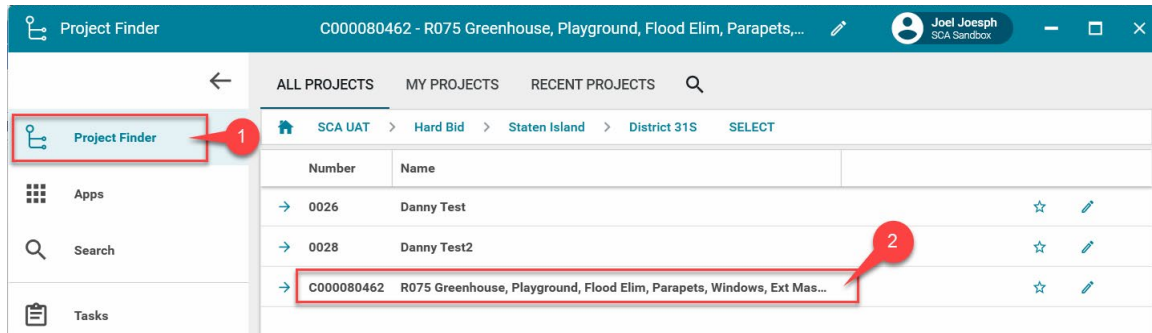 Project Finder
C000080462 - R075 Greenhouse, Playground, Flood Elim, Parapets,...
Joel Joesph
SCA Sandbox
ALL PROJECTS MY PROJECTS RECENT PROJECTS
Project Finder
1
SCA UAT > Hard Bid > Staten Island > District 31S SELECT
Number Name
Apps
0026 Danny Test
Search
0028 Danny Test2
2
C000080462 R075 Greenhouse, Playground, Flood Elim, Parapets, Windows, Ext Mas...
Tasks